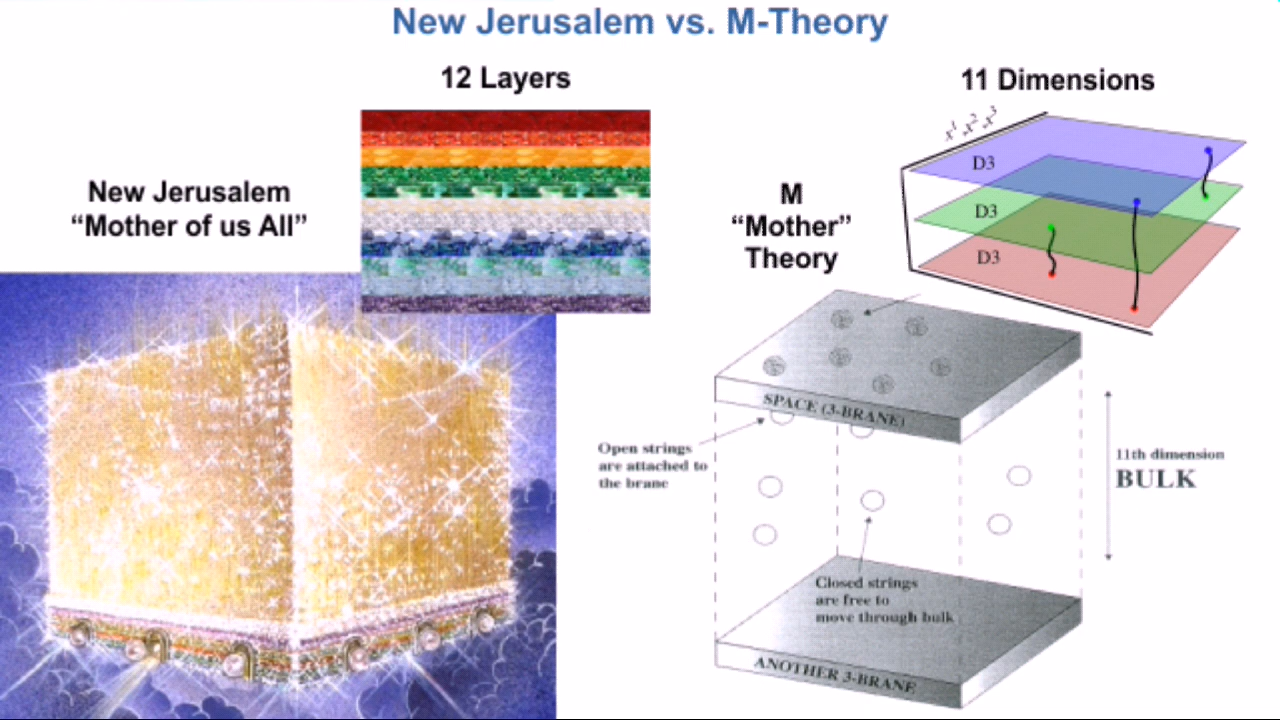 New Jerusalem vs. M-Theory
12 Layers
11 Dimensions
New Jerusalem
“Mother of us All”
M
“Mother”
Theory
x¹ x² x³
D3
D3
D3
SPACE (3-BRANE)
Open strings
are attached to
the brane
11th dimension
BULK
Closed strings
are free to
move through bulk
ANOTHER 3-BRANE